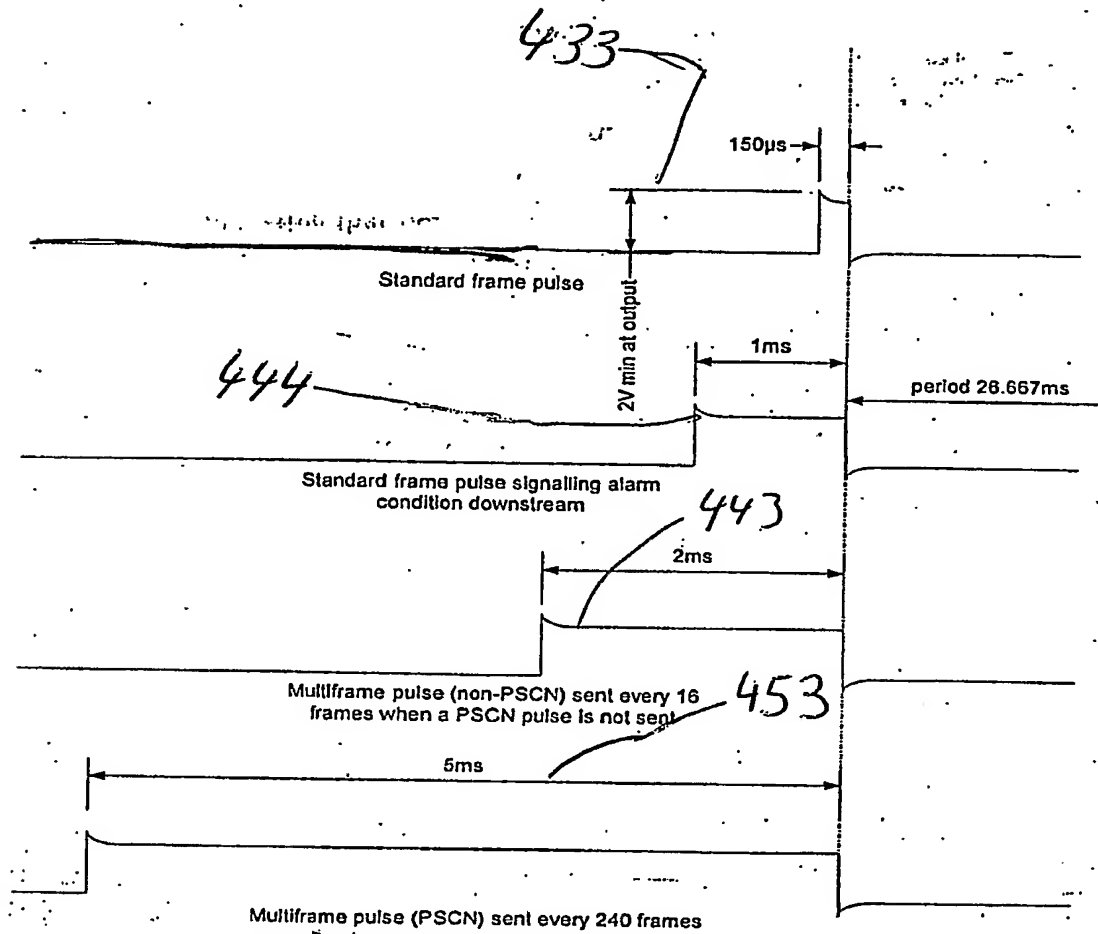 433
150µs
Standard frame pulse
2V min at output
1ms
444
period 26.667ms
Standard frame pulse signalling alarm
condition downstream
443
2ms
Multiframe pulse (non-PSCN) sent every 16
frames when a PSCN pulse is not sent
453
5ms
Multiframe pulse (PSCN) sent every 240 frames